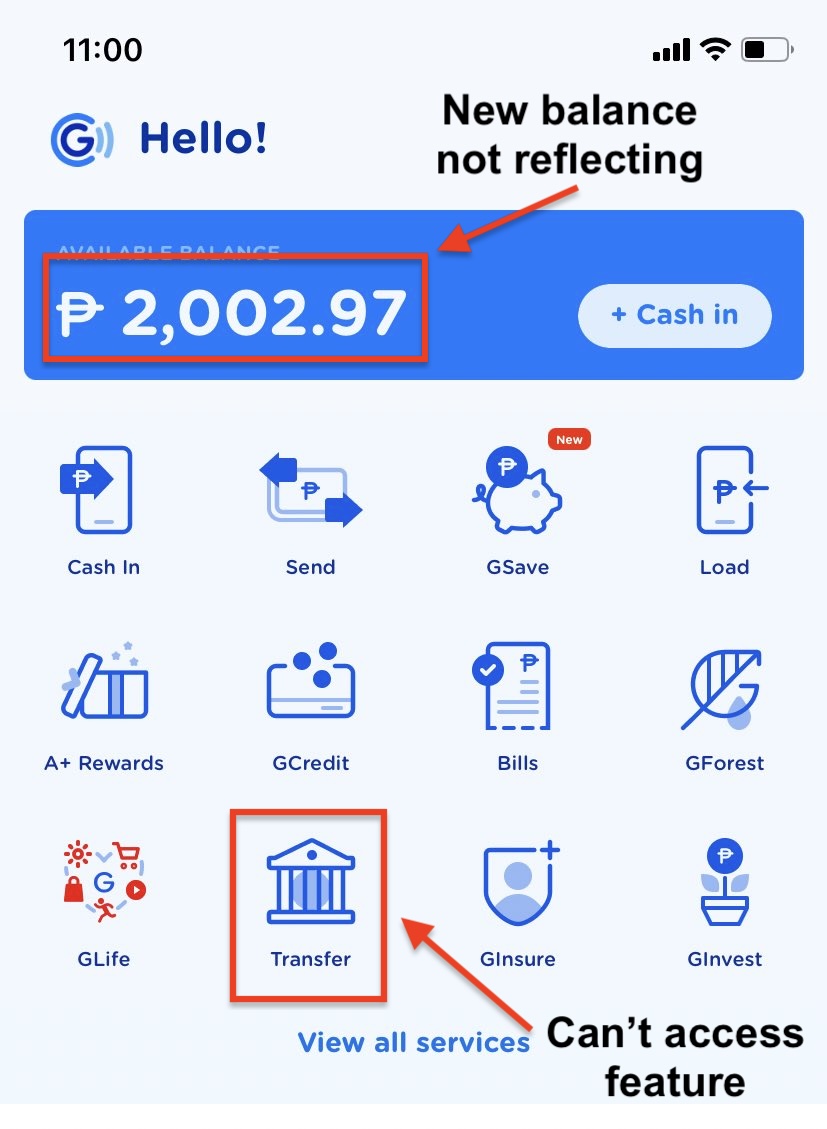 11:00
New balance
not reflecting
G Hello!
AVAILABLE BALANCE
₱ 2,002.97
+ Cash in
New
₱
₱
₱
₱
Cash In
Send
GSave
Load
₱
A+ Rewards
GCredit
Bills
GForest
G
₱
GLife
Transfer
GInsure
GInvest
View all services
Can’t access
feature